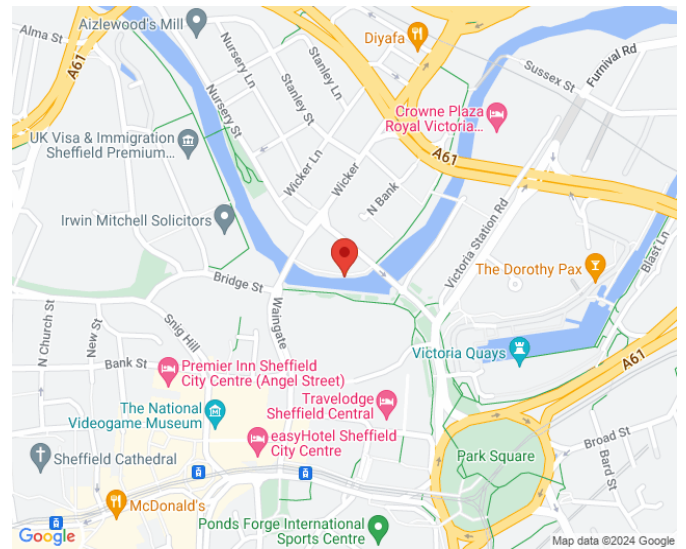 Aizlewood's Mill
Alma St
A61
Nursery Ln
Stanley Ln
Stanley St
Nursery St
Diyafa
Sussex St
Furnival Rd
Crowne Plaza
Royal Victoria...
A61
UK Visa & Immigration
Sheffield Premium...
Wicker Ln
Wicker
N Bank
Irwin Mitchell Solicitors
Victoria Station Rd
Blast Ln
The Dorothy Pax
Bridge St
Waingate
Snig Hill
N Church St
New St
Bank St
Premier Inn Sheffield
City Centre (Angel Street)
Victoria Quays
A61
Travelodge
Sheffield Central
The National
Videogame Museum
easyHotel Sheffield
City Centre
Broad St
Bard St
Park Square
Sheffield Cathedral
McDonald's
Ponds Forge International
Sports Centre
Google
Map data ©2024 Google